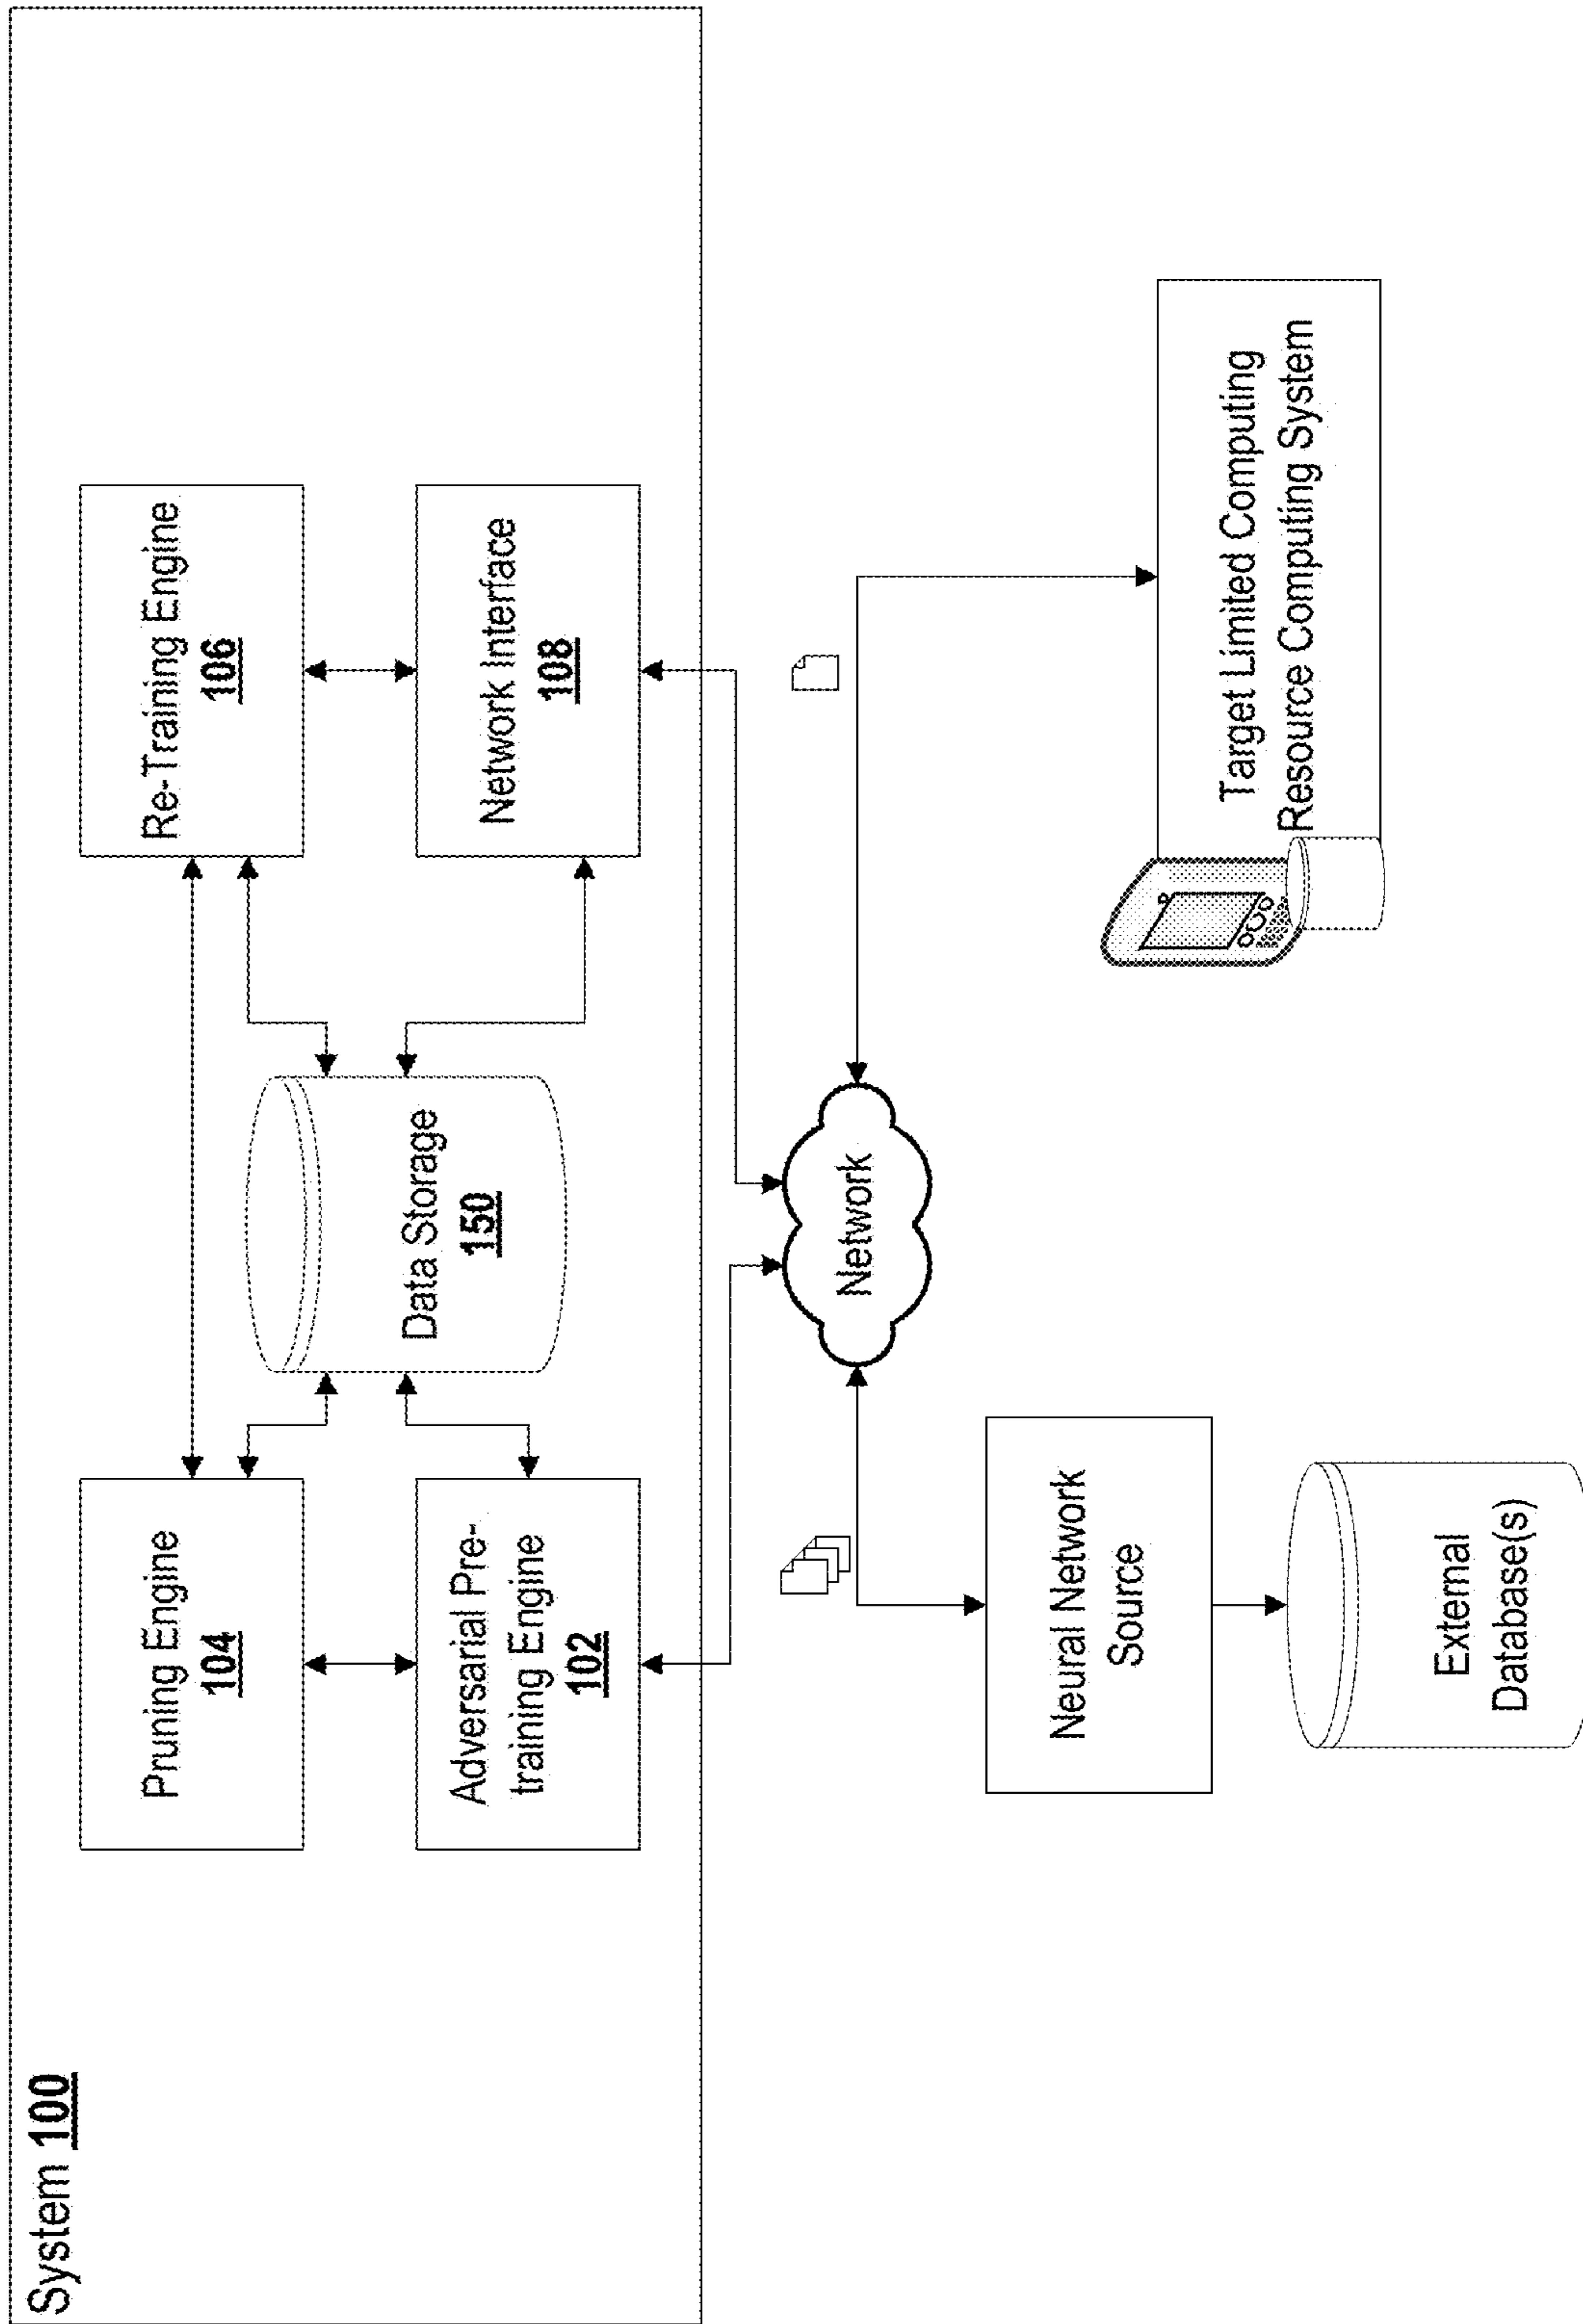 System 100
Pruning Engine
104
Re-Training Engine
106
Adversarial Pre-
training Engine
102
Data Storage
150
Network Interface
108
Network
Neural Network
Source
External
Database(s)
Target Limited Computing
Resource Computing System